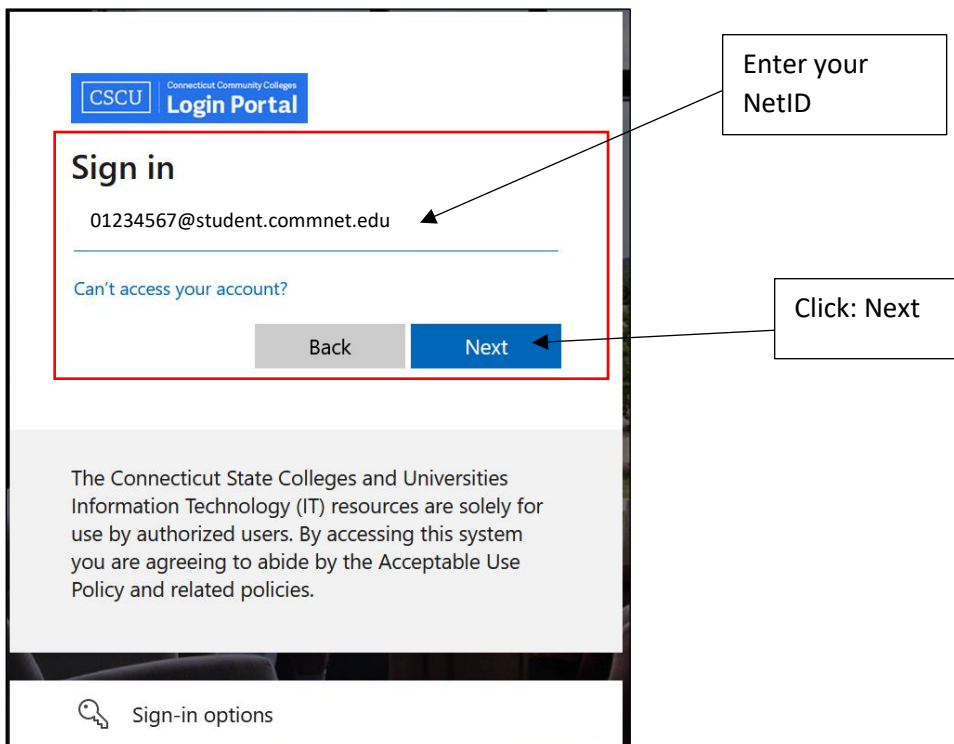 CSCU
Connecticut Community Colleges
Login Portal
Enter your
NetID
Sign in
01234567@student.commnet.edu
Can't access your account?
Click: Next
Back Next
The Connecticut State Colleges and Universities
Information Technology (IT) resources are solely for
use by authorized users. By accessing this system
you are agreeing to abide by the Acceptable Use
Policy and related policies.
Sign-in options